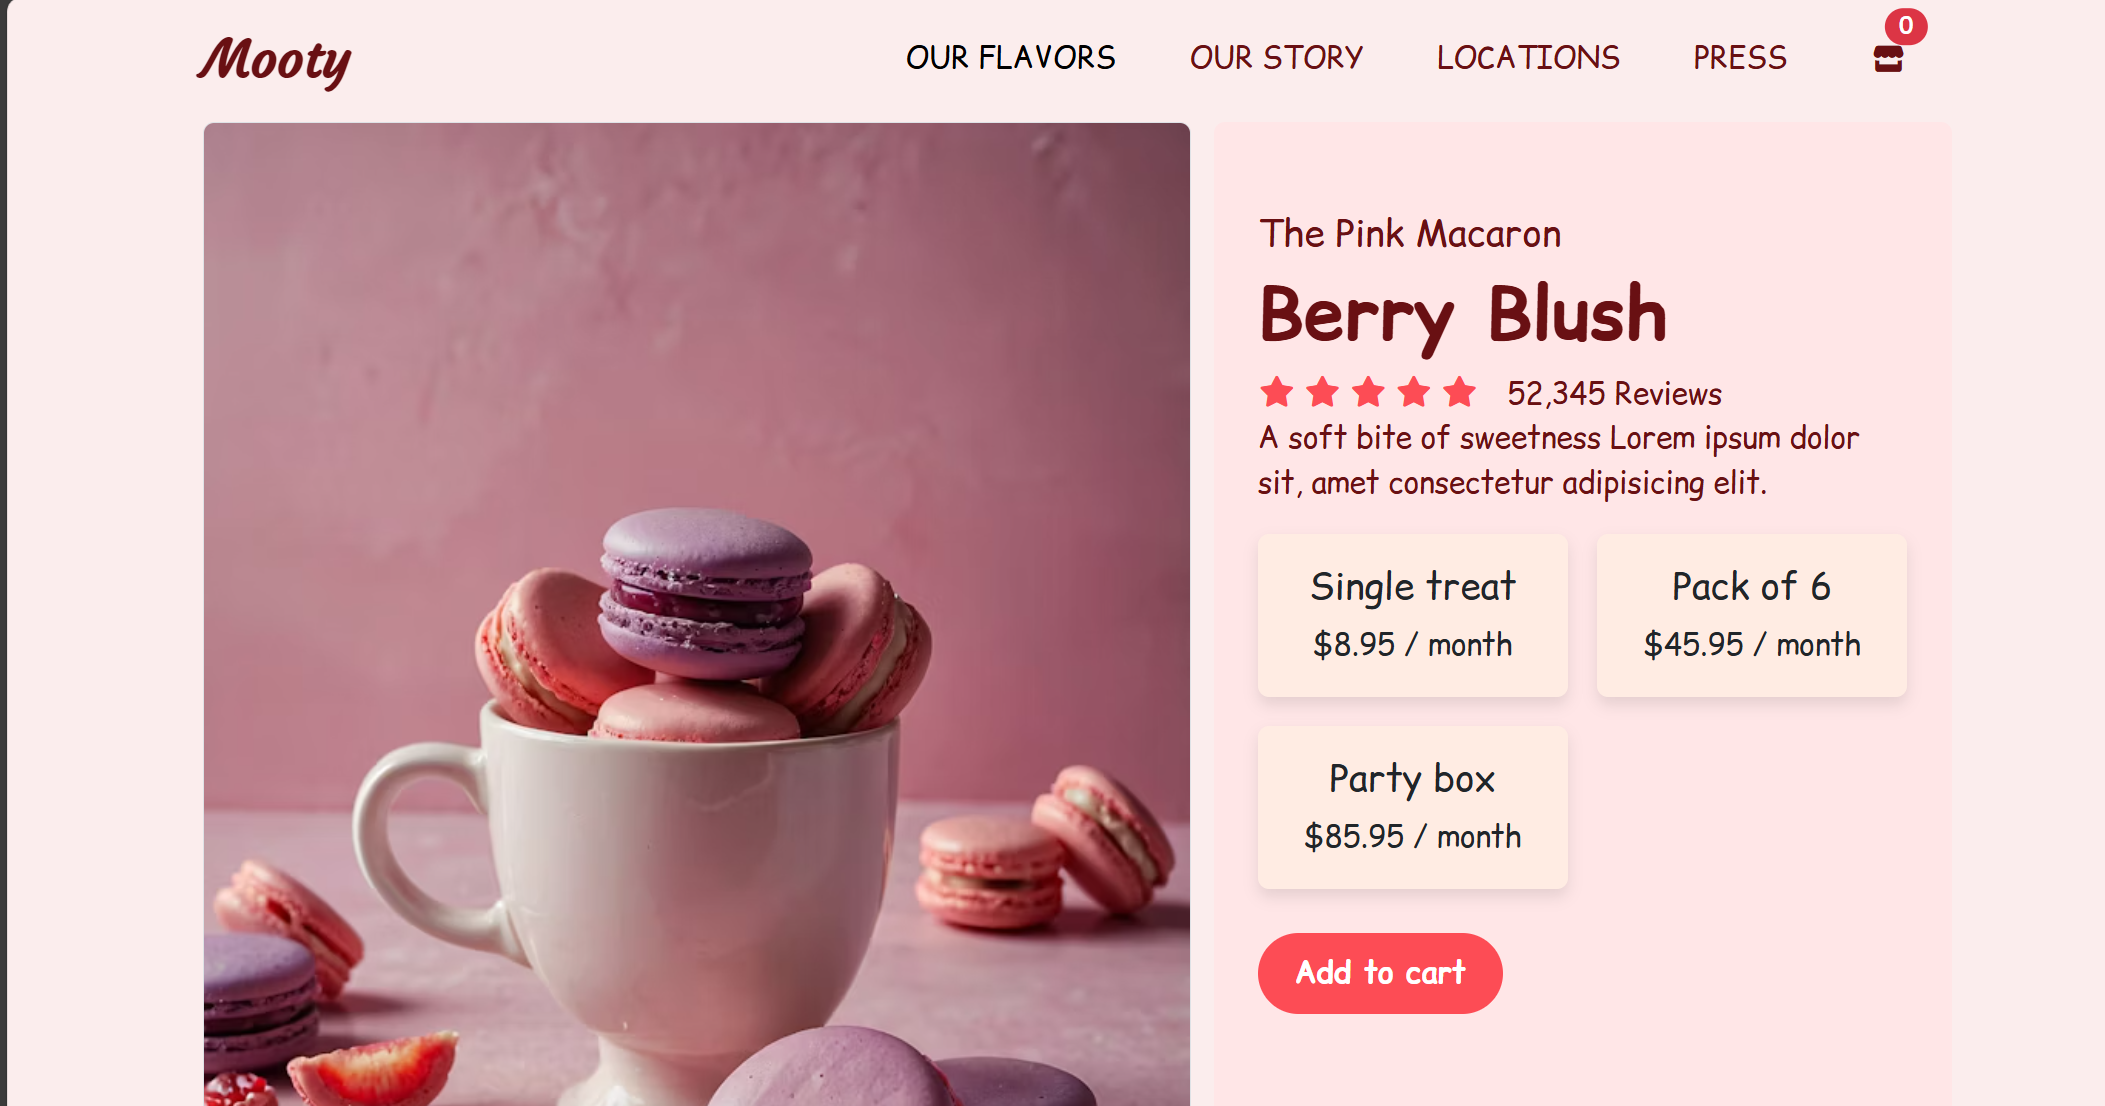 Mooty
OUR FLAVORS
OUR STORY
LOCATIONS
PRESS
0
The Pink Macaron
Berry Blush
52,345 Reviews
A soft bite of sweetness Lorem ipsum dolor
sit, amet consectetur adipisicing elit.
Single treat
$8.95 / month
Pack of 6
$45.95 / month
Party box
$85.95 / month
Add to cart